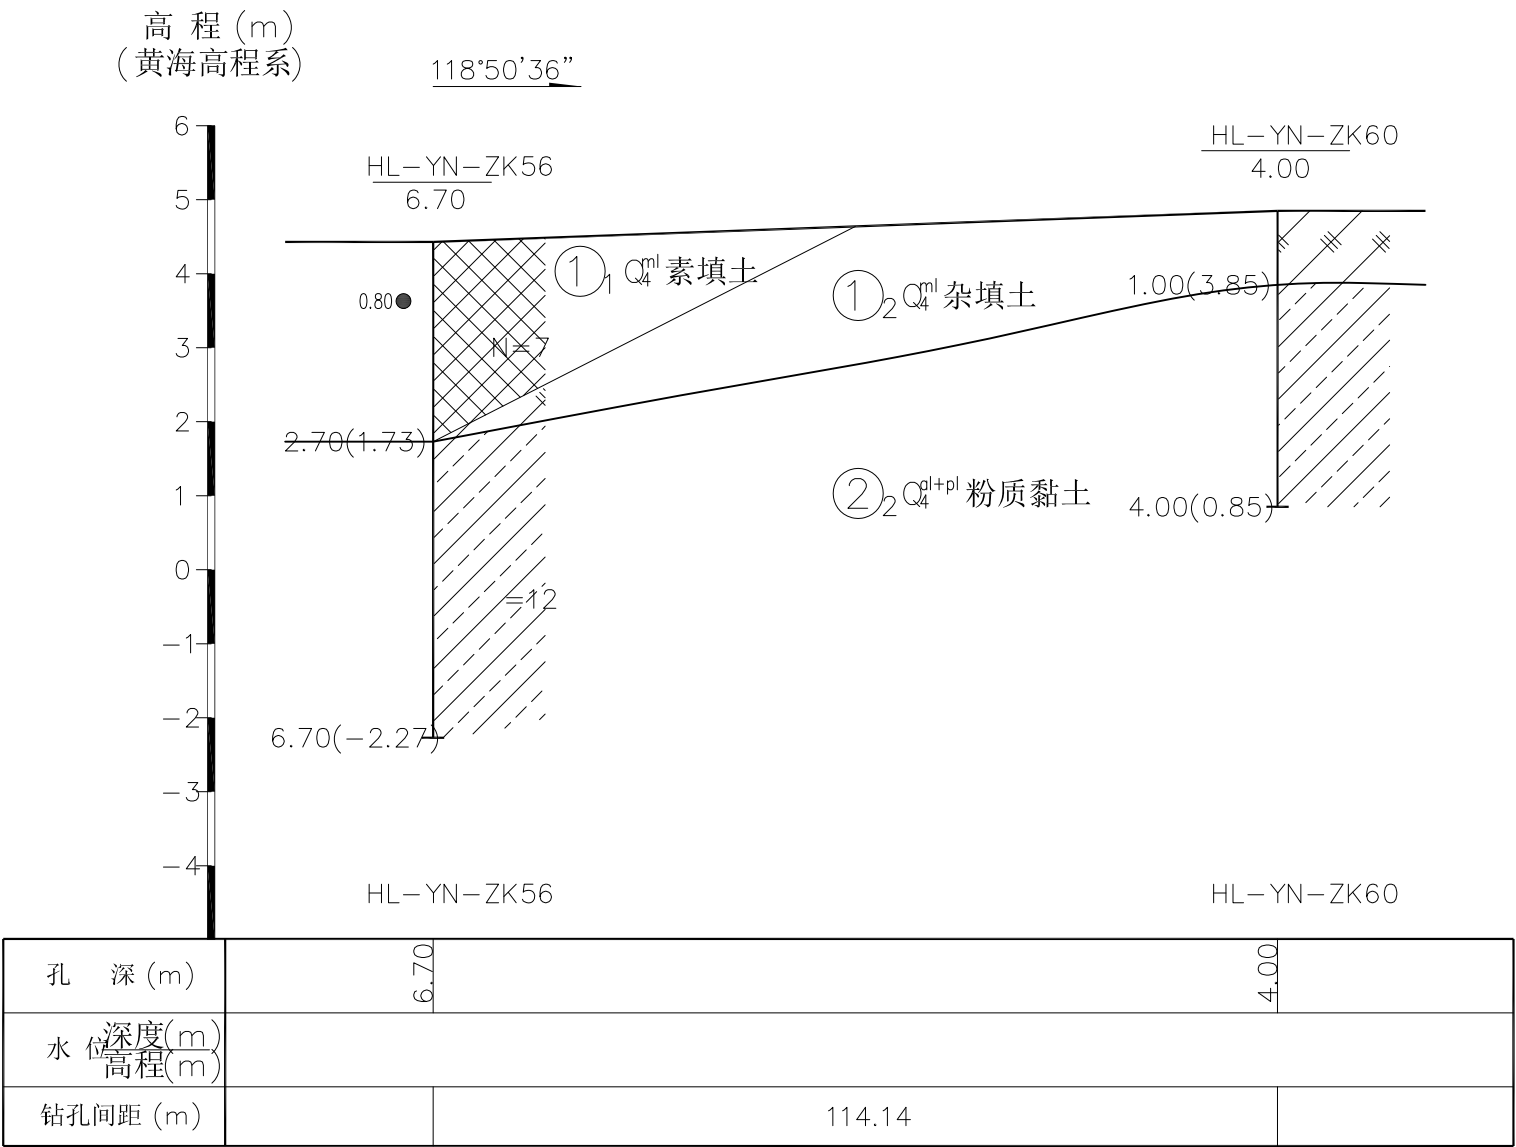 高 程 (m)
(黄海高程系)
118°50'36"
6
5
4
3
2
1
0
-1
-2
-3
-4
HL-YN-ZK56
6.70
HL-YN-ZK60
4.00
①1 Q4ml 素填土
①2 Q4ml 杂填土
1.00(3.85)
0.80
N=7
2.70(1.73)
②2 Q4al+pl 粉质黏土
4.00(0.85)
=12
6.70(-2.27)
HL-YN-ZK56
HL-YN-ZK60
孔 深 (m)
6.70
4.00
水 位
深度(m)
高程(m)
钻孔间距 (m)
114.14